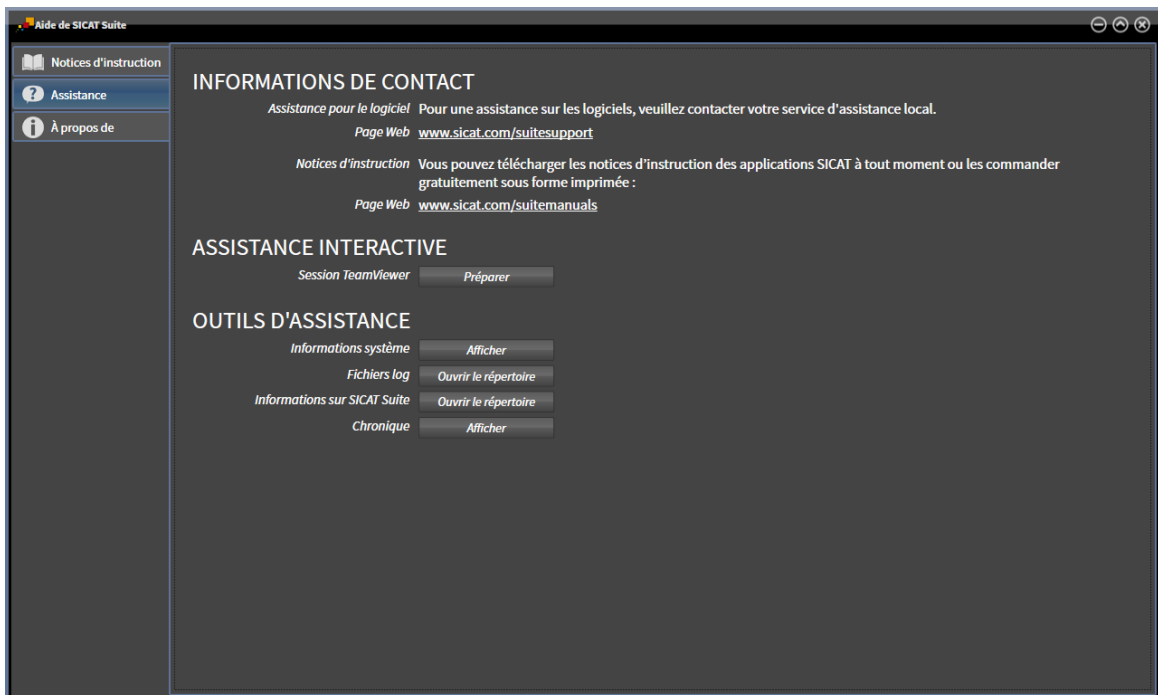 Aide de SICAT Suite
Notices d'instruction
Assistance
À propos de
INFORMATIONS DE CONTACT
Assistance pour le logiciel Pour une assistance sur les logiciels, veuillez contacter votre service d'assistance local.
Page Web www.sicat.com/suitesupport
Notices d'instruction Vous pouvez télécharger les notices d'instruction des applications SICAT à tout moment ou les commander
gratuitement sous forme imprimée :
Page Web www.sicat.com/suitemanuals
ASSISTANCE INTERACTIVE
Session TeamViewer Préparer
OUTILS D'ASSISTANCE
Informations système Afficher
Fichiers log Ouvrir le répertoire
Informations sur SICAT Suite Ouvrir le répertoire
Chronique Afficher